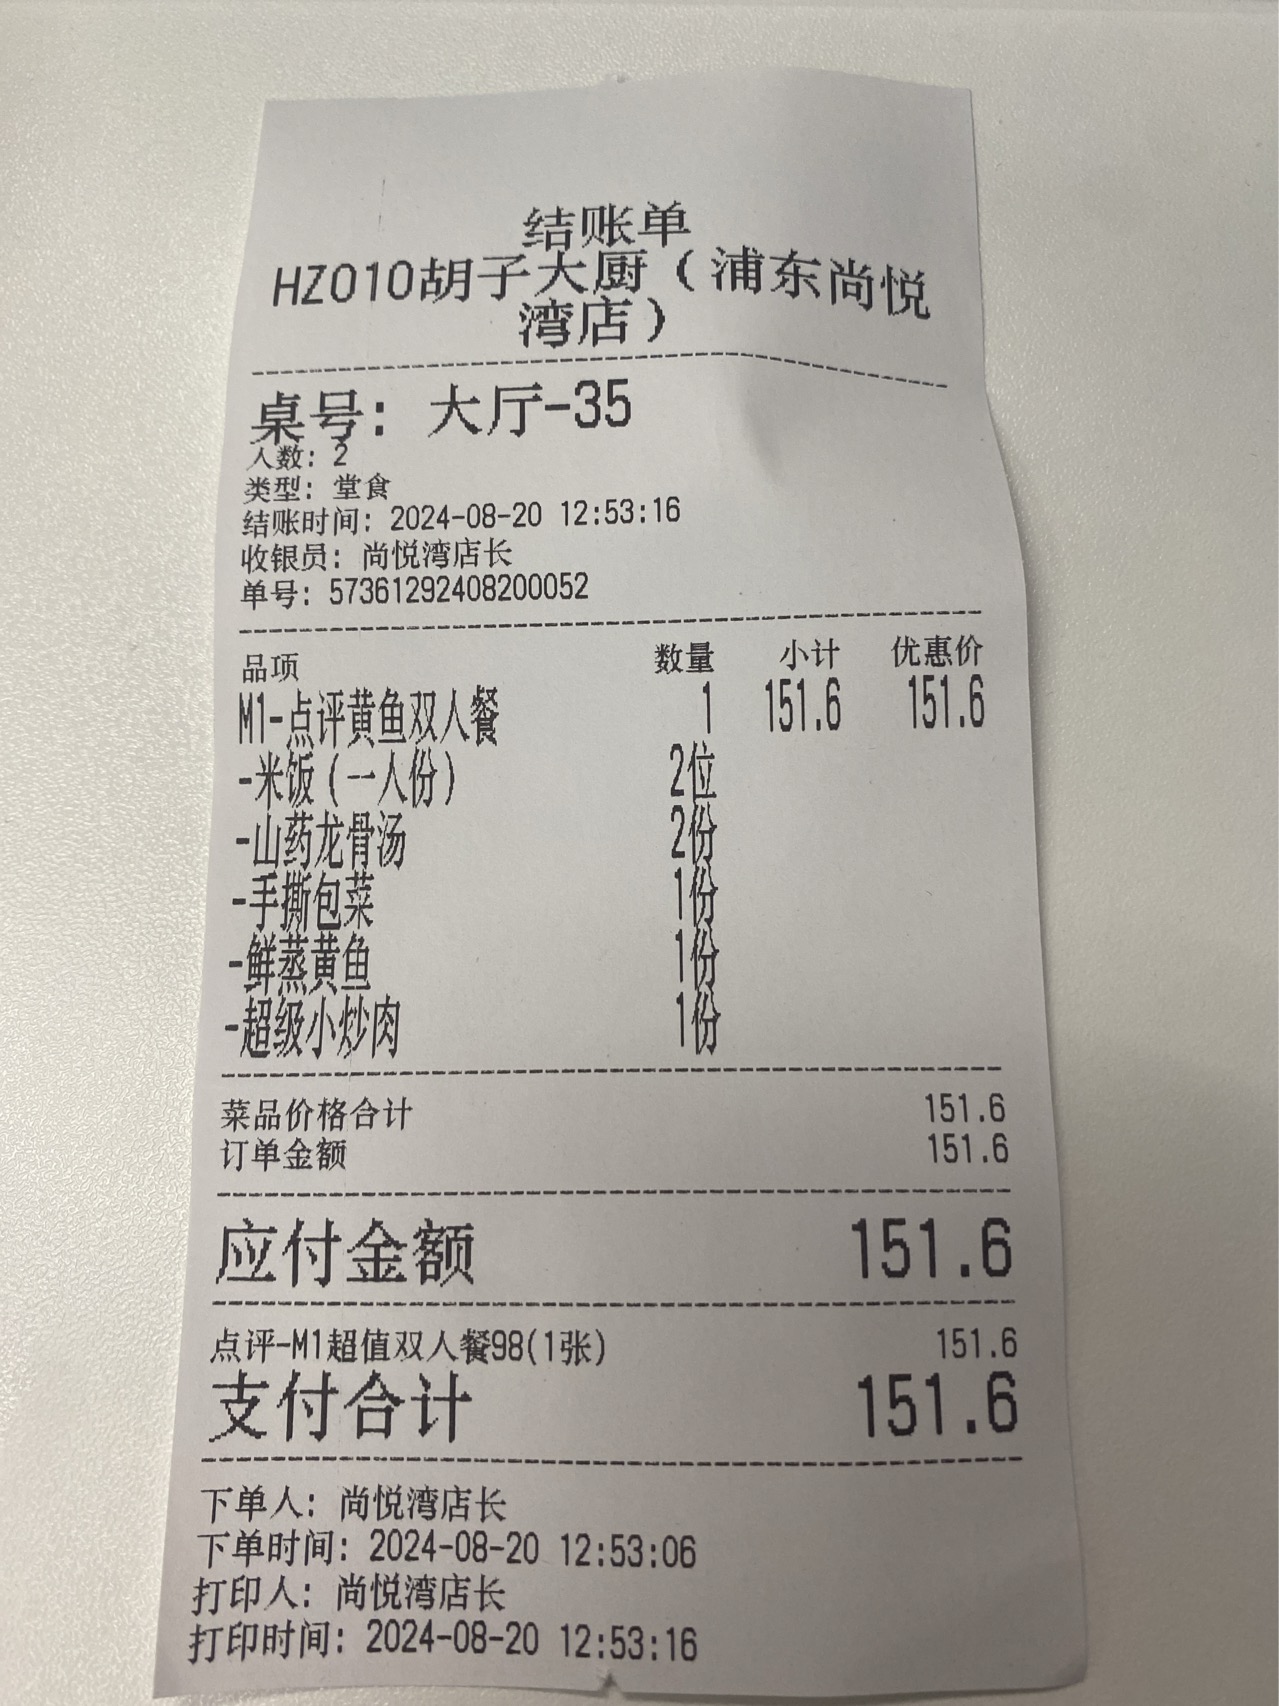 结账单
HZ010胡子大厨（浦东尚悦
湾店）
桌号：大厅-35
人数：2
类型：堂食
结账时间：2024-08-20 12:53:16
收银员：尚悦湾店长
单号：57361292408200052
品项 数量 小计 优惠价
M1-点评黄鱼双人餐 1 151.6 151.6
-米饭（一人份） 2位
-山药龙骨汤 2份
-手撕包菜 1份
-鲜蒸黄鱼 1份
-超级小炒肉 1份
菜品价格合计 151.6
订单金额 151.6
应付金额 151.6
点评-M1超值双人餐98(1张) 151.6
支付合计 151.6
下单人：尚悦湾店长
下单时间：2024-08-20 12:53:06
打印人：尚悦湾店长
打印时间：2024-08-20 12:53:16